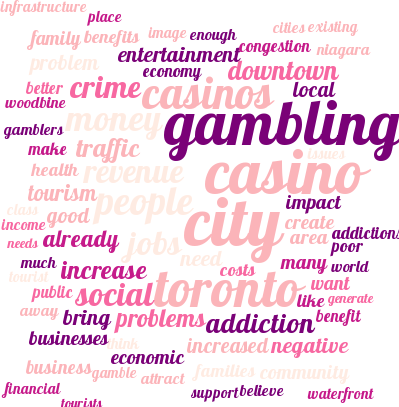 infrastructure
place
family benefits image enough cities existing
entertainment congestion niagara
problem economy downtown
better crime casinos local
woodbine money gambling
gamblers
make traffic issues
health revenue casino
tourism people impact
class good city create
income addictions
needs already jobs area poor
much need many world
tourist increase costs want
public social toronto like generate
away bring problems addiction benefit
businesses think increased negative
economic
business gamble attract families community
financial support believe waterfront
tourists